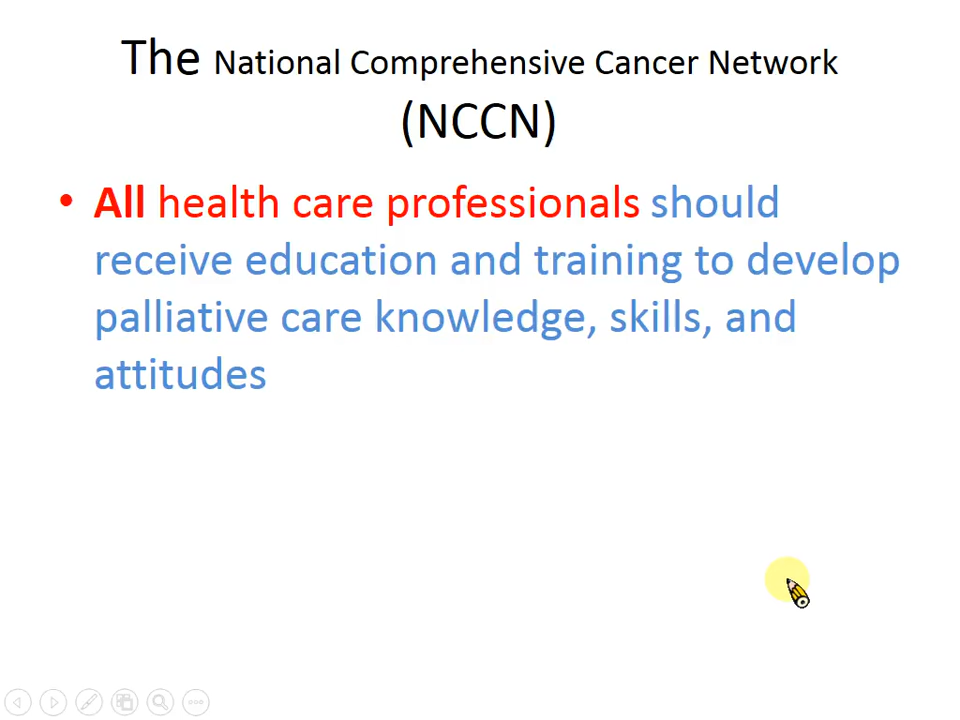 The National Comprehensive Cancer Network
(NCCN)
• All health care professionals should
receive education and training to develop
palliative care knowledge, skills, and
attitudes